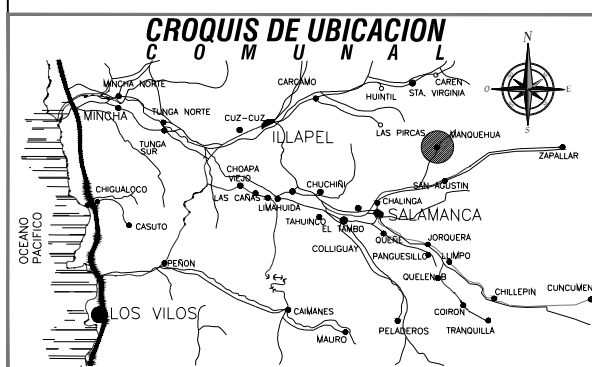 CROQUIS DE UBICACION
COMUNAL
N
O
E
S
MINCHA NORTE
CARCAMO
CAREN
HUINTIL
STA. VIRGINIA
MINCHA
TUNGA NORTE
CUZ-CUZ
ILLAPEL
LAS PIRCAS
MANQUEHUA
TUNGA
SUR
ZAPALLAR
CHOAPA
VIEJO
SAN AGUSTIN
CHIGUALOCO
LAS CAÑAS
LIMAHUIDA
CHUCHIÑI
CHALINGA
SALAMANCA
CASUTO
TAHUINCO
EL TAMBO
COLLIGUAY
QUEÑE
JORQUERA
OCEANO
PACIFICO
PEÑON
PANGUESILLO
LLIMPO
QUELEN B
CHILLEPIN
CUNCUMEN
LOS VILOS
CAIMANES
COIRON
MAURO
PELADEROS
TRANQUILLA